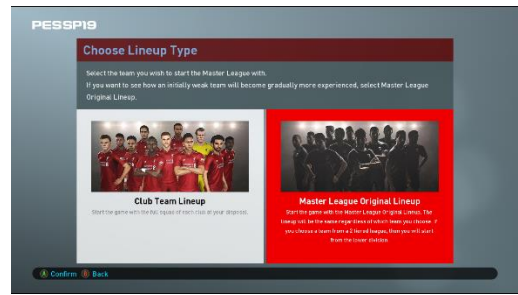 PESSP19
Choose Lineup Type
Select the team you wish to start the Master League with.
If you want to see how an initially weak team will become gradually more experienced, select Master League
Original Lineup.
Club Team Lineup
Start the game with the full squad of each club at your disposal.
Master League Original Lineup
Start the game with the Master League Original Lineup. The
lineup will be the same regardless of which team you choose. If
you choose a team from a 2 tiered league, then you will start
from the lower division.
A Confirm B Back